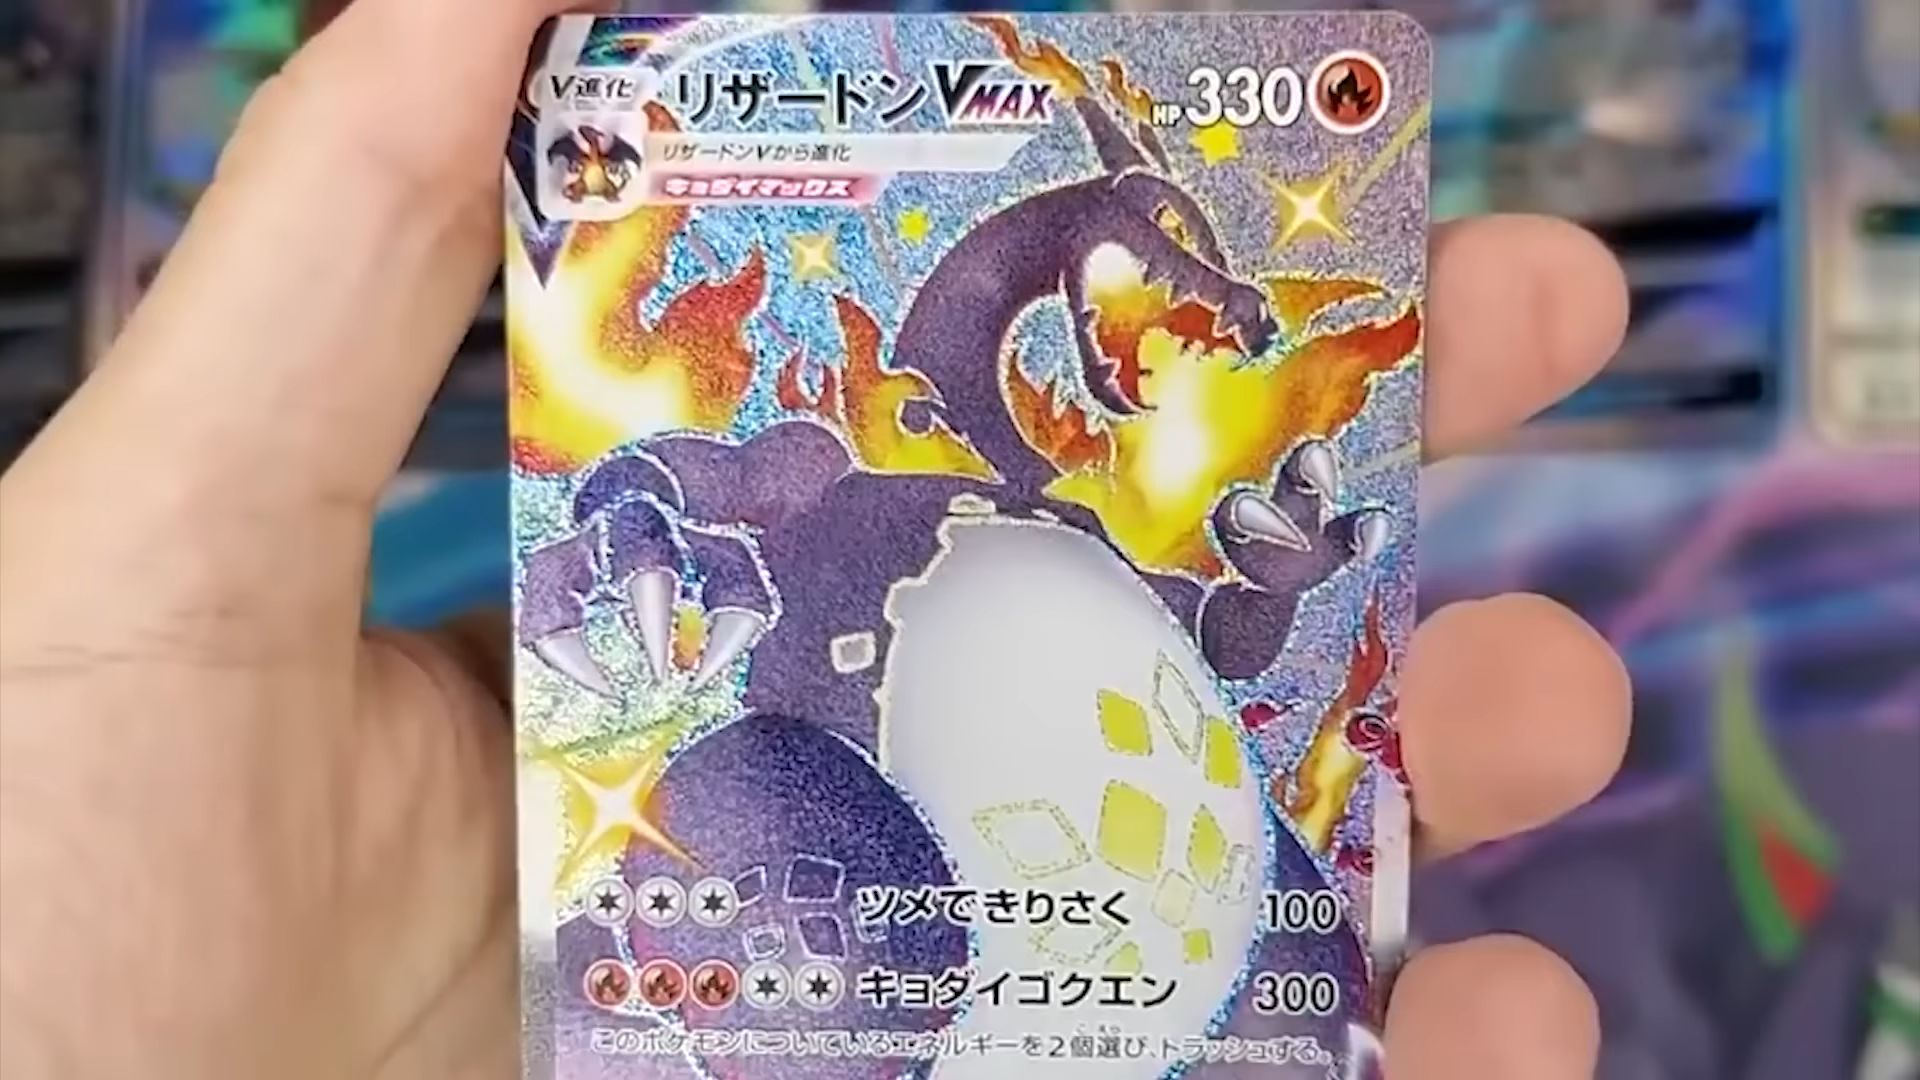 V進化
リザードンVMAX HP 330
リザードンVから進化
キョダイマックス
ツメできりさく 100
キョダイゴクエン 300
このポケモンについているエネルギーを2個選び、トラッシュする。